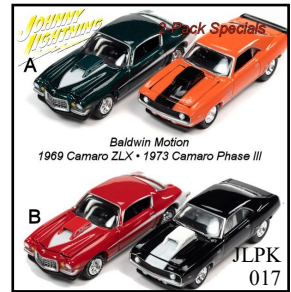 JOHNNY
LIGHTNING
2-Pack Specials
A
Baldwin Motion
1969 Camaro ZLX • 1973 Camaro Phase III
B
JLPK
017